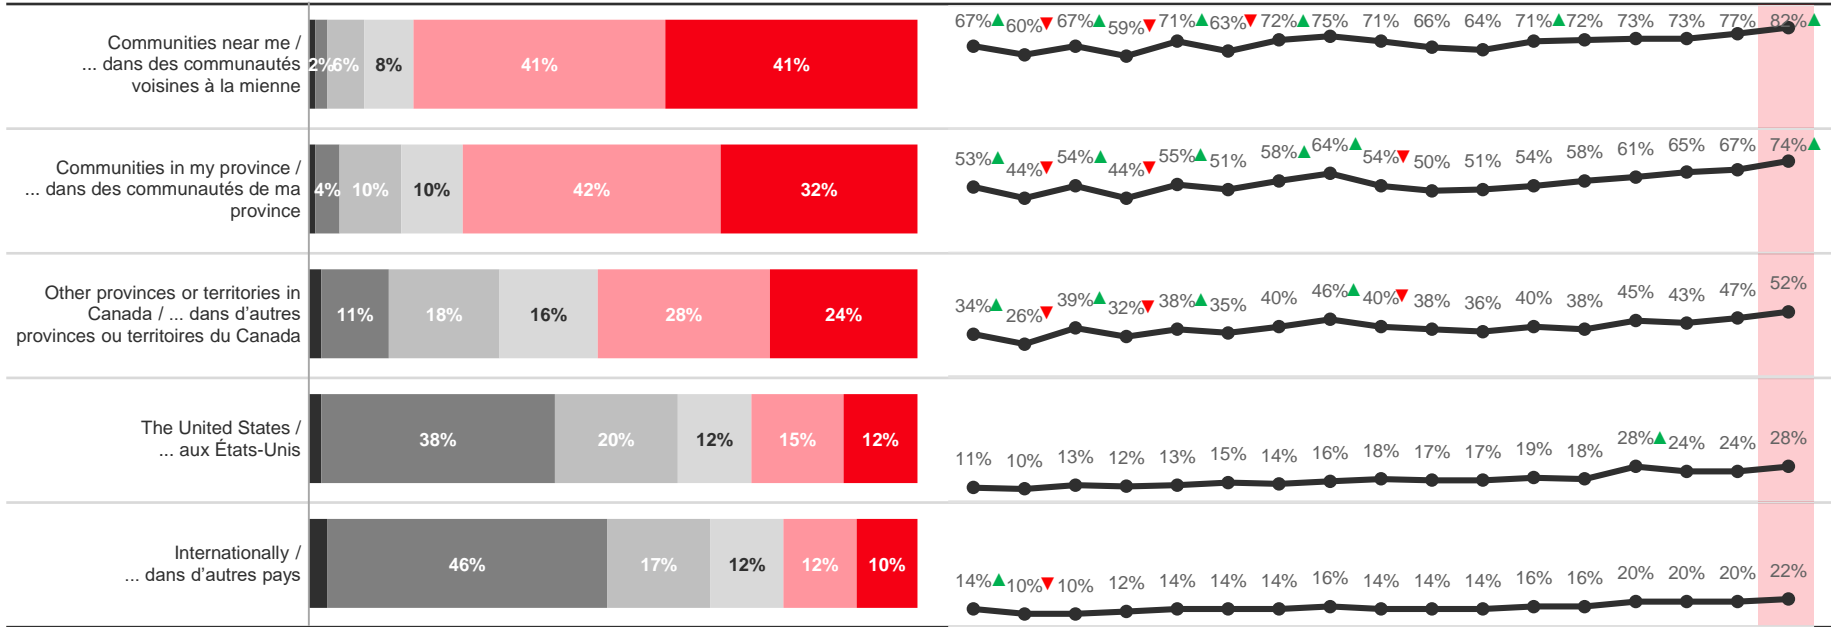 Communities near me /
... dans des communautés
voisines à la mienne
2% 6% 8% 41% 41%
67% 60% 67% 59% 71% 63% 72% 75% 71% 66% 64% 71% 72% 73% 73% 77% 82%
Communities in my province /
... dans des communautés de ma
province
4% 10% 10% 42% 32%
53% 44% 54% 44% 55% 51% 58% 64% 54% 50% 51% 54% 58% 61% 65% 67% 74%
Other provinces or territories in
Canada / ... dans d'autres
provinces ou territoires du Canada
11% 18% 16% 28% 24%
34% 26% 39% 32% 38% 35% 40% 46% 40% 38% 36% 40% 38% 45% 43% 47% 52%
The United States /
... aux États-Unis
38% 20% 12% 15% 12%
11% 10% 13% 12% 13% 15% 14% 16% 18% 17% 17% 19% 18% 28% 24% 24% 28%
Internationally /
... dans d'autres pays
46% 17% 12% 12% 10%
14% 10% 10% 12% 14% 14% 14% 16% 14% 14% 14% 16% 16% 20% 20% 20% 22%